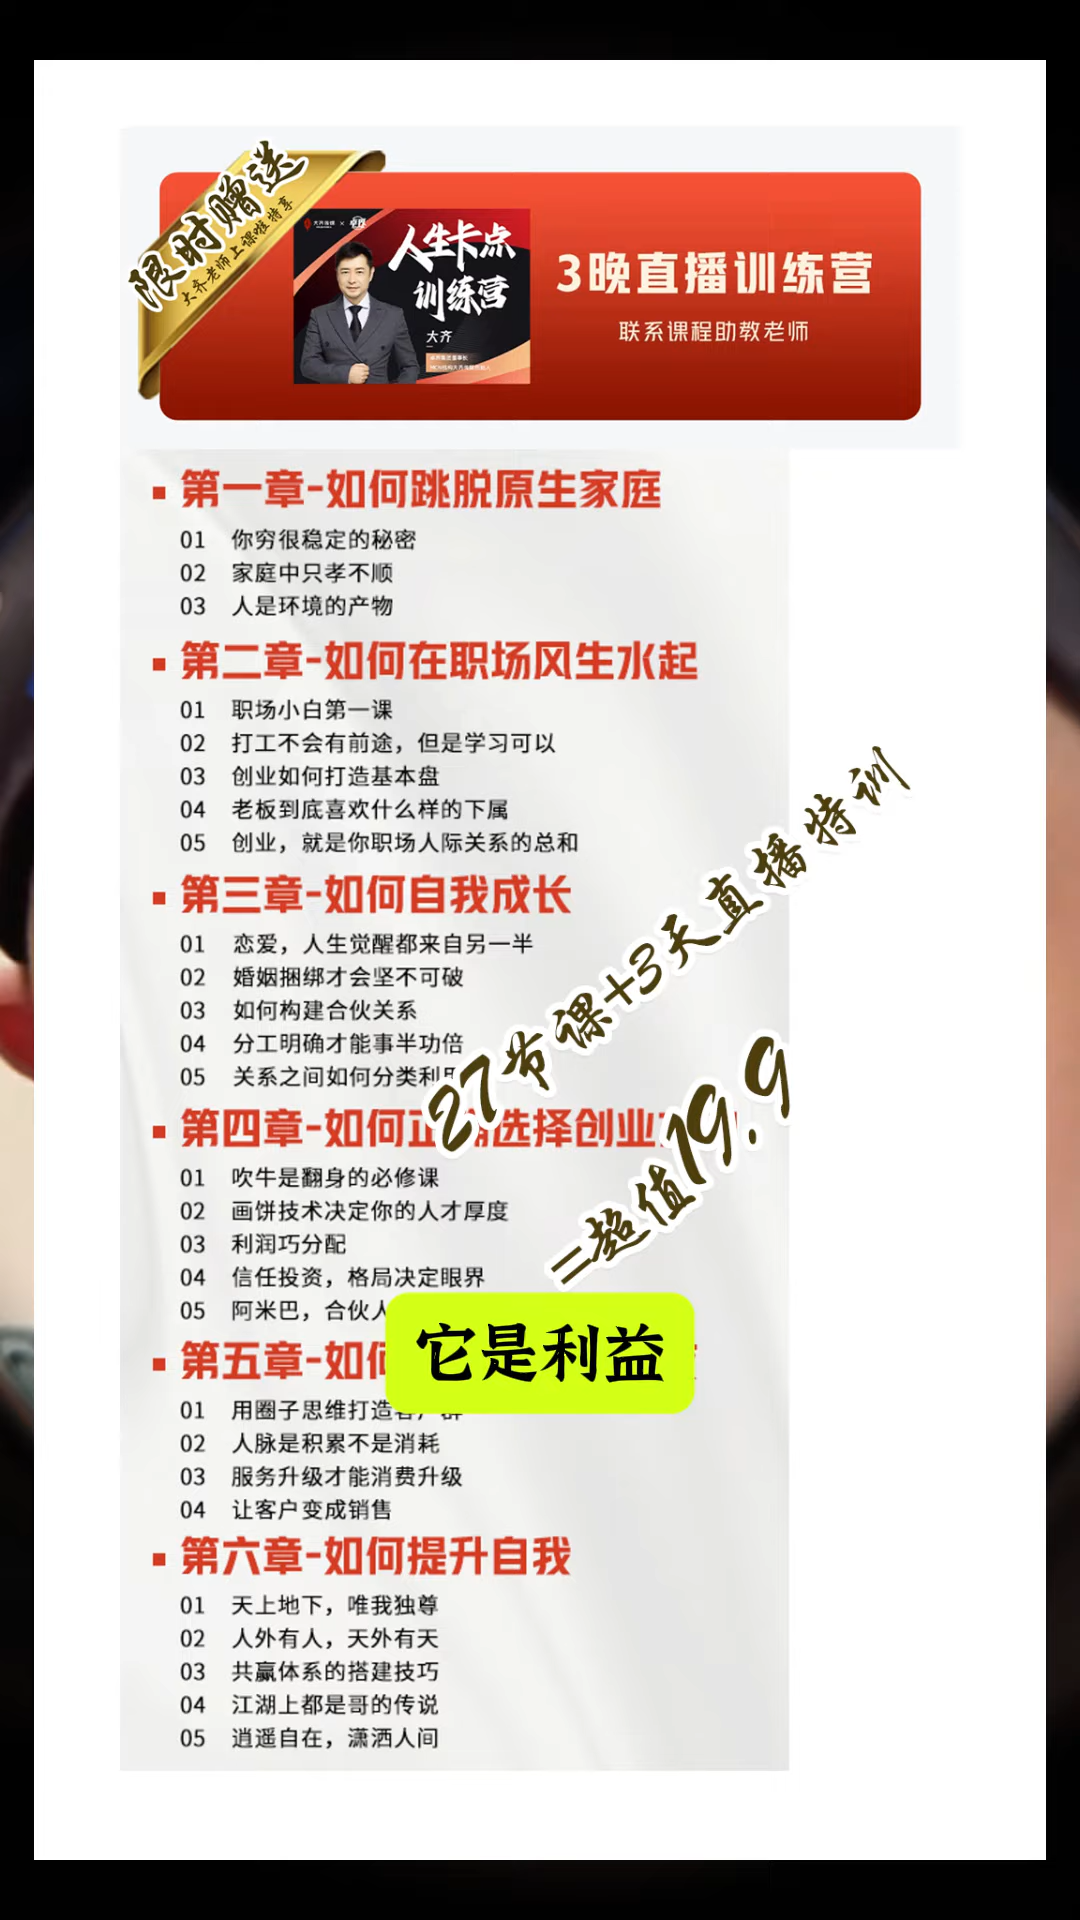 限时赠送
大齐老师上课啦特享
人生卡点
训练营
大齐
3晚直播训练营
联系课程助教老师
第一章-如何跳脱原生家庭
01 你穷很稳定的秘密
02 家庭中只孝不顺
03 人是环境的产物
第二章-如何在职场风生水起
01 职场小白第一课
02 打工不会有前途，但是学习可以
03 创业如何打造基本盘
04 老板到底喜欢什么样的下属
05 创业，就是你职场人际关系的总和
第三章-如何自我成长
01 恋爱，人生觉醒都来自另一半
02 婚姻捆绑才会坚不可破
03 如何构建合伙关系
04 分工明确才能事半功倍
05 关系之间如何分类利
27节课+3天直播特训
第四章-如何正确选择创业
=超值19.9
01 吹牛是翻身的必修课
02 画饼技术决定你的人才厚度
03 利润巧分配
04 信任投资，格局决定眼界
05 阿米巴，合伙人
它是利益
第五章-如何
01 用圈子思维打造客户群
02 人脉是积累不是消耗
03 服务升级才能消费升级
04 让客户变成销售
第六章-如何提升自我
01 天上地下，唯我独尊
02 人外有人，天外有天
03 共赢体系的搭建技巧
04 江湖上都是哥的传说
05 逍遥自在，潇洒人间